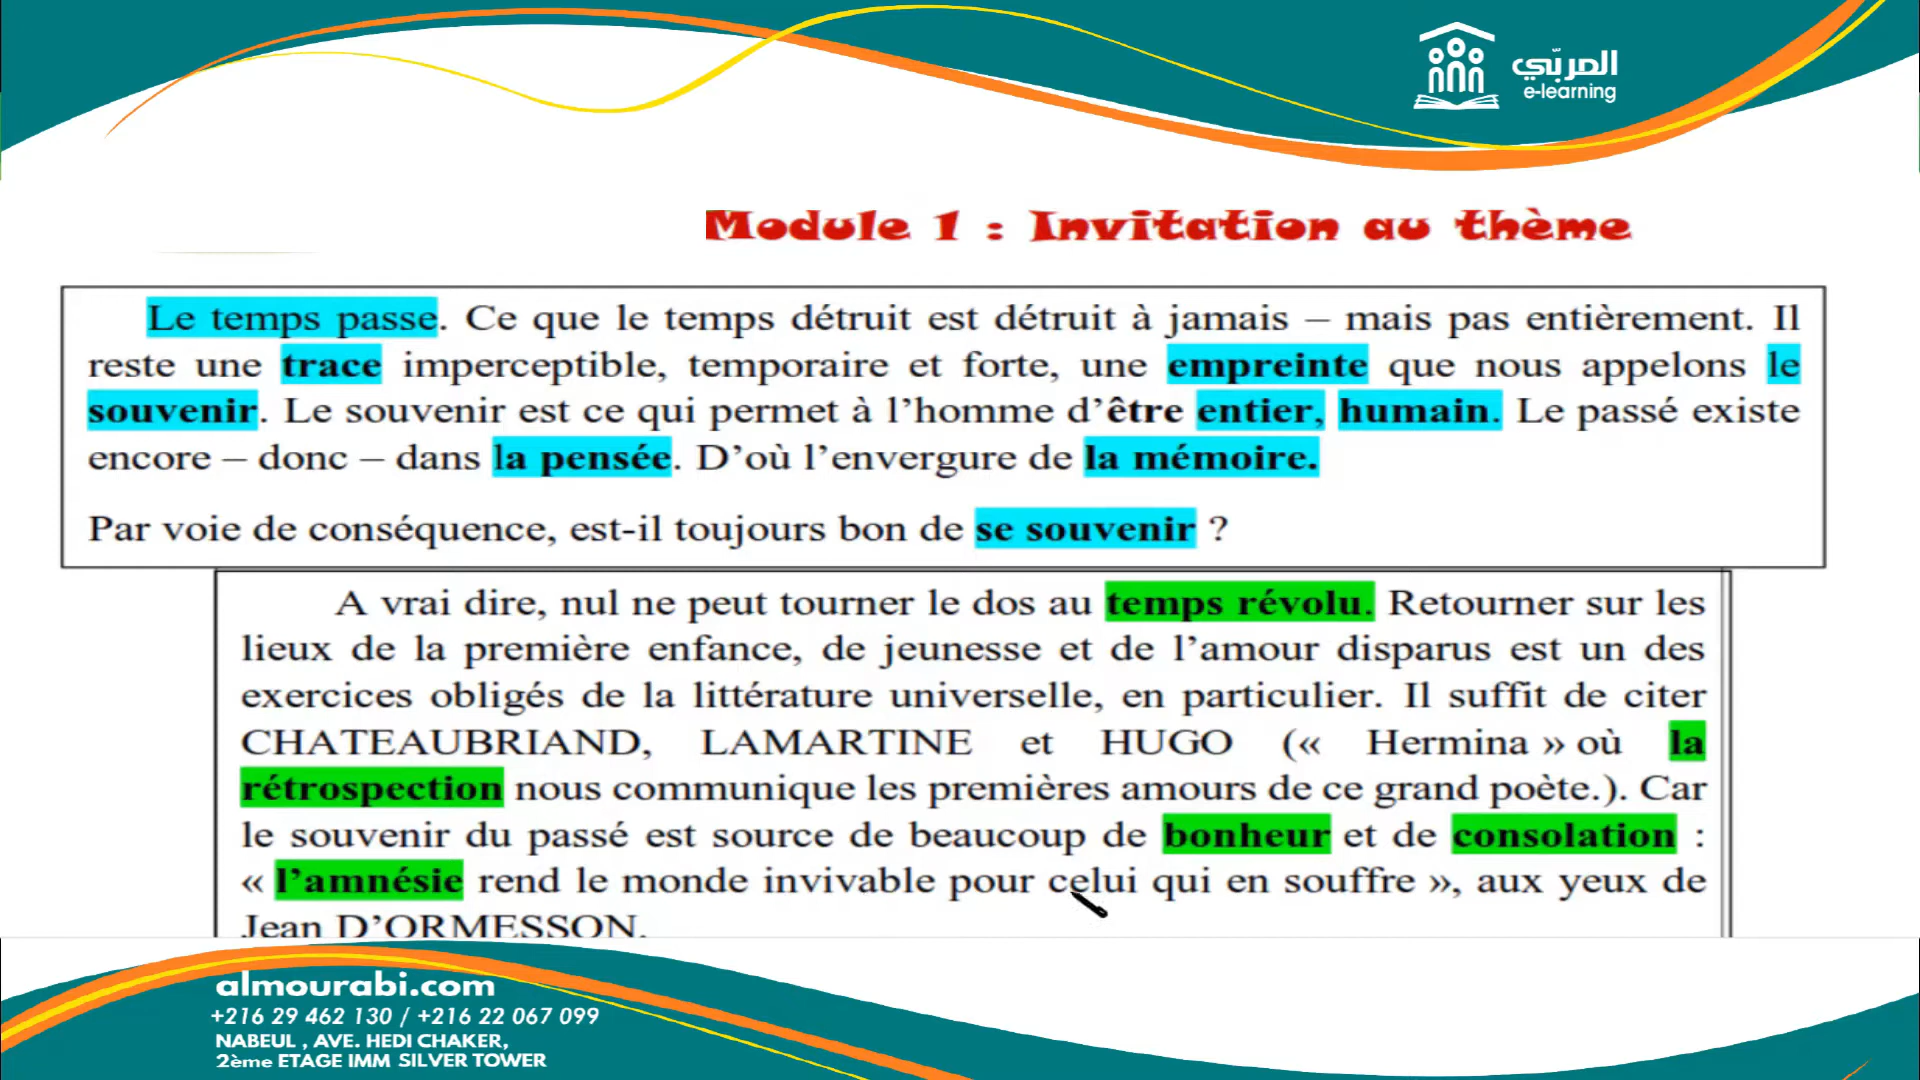 المربّي
e-learning
Module 1 : Invitation au thème
Le temps passe. Ce que le temps détruit est détruit à jamais – mais pas entièrement. Il
reste une trace imperceptible, temporaire et forte, une empreinte que nous appelons le
souvenir. Le souvenir est ce qui permet à l’homme d’être entier, humain. Le passé existe
encore – donc – dans la pensée. D’où l’envergure de la mémoire.
Par voie de conséquence, est-il toujours bon de se souvenir ?
A vrai dire, nul ne peut tourner le dos au temps révolu. Retourner sur les
lieux de la première enfance, de jeunesse et de l’amour disparus est un des
exercices obligés de la littérature universelle, en particulier. Il suffit de citer
CHATEAUBRIAND, LAMARTINE et HUGO (« Hermina » où la
rétrospection nous communique les premières amours de ce grand poète.). Car
le souvenir du passé est source de beaucoup de bonheur et de consolation :
« l’amnésie rend le monde invivable pour celui qui en souffre », aux yeux de
Jean D’ORMESSON.
almourabi.com
+216 29 462 130 / +216 22 067 099
NABEUL , AVE. HEDI CHAKER,
2ème ETAGE IMM SILVER TOWER